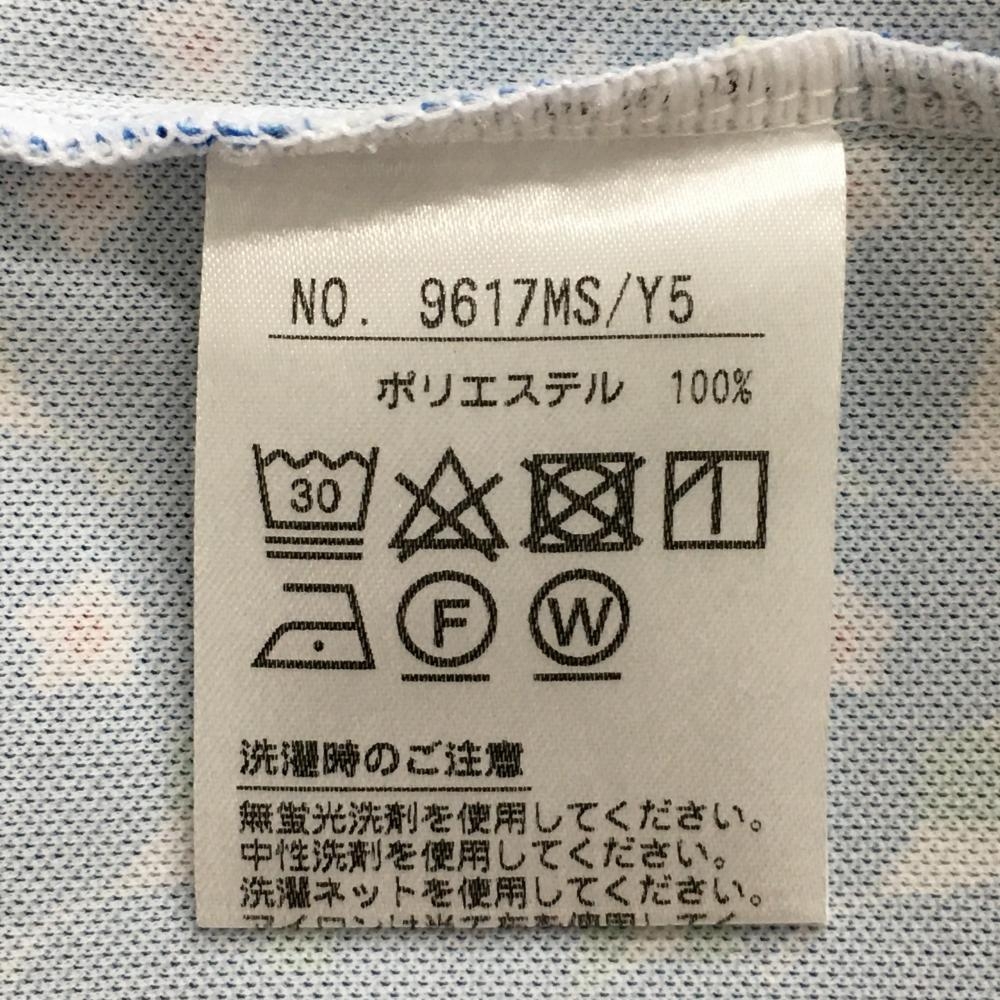 NO. 9617MS/Y5
ポリエステル 100%
30
F W
洗濯時のご注意
無蛍光洗剤を使用してください。
中性洗剤を使用してください。
洗濯ネットを使用してください。